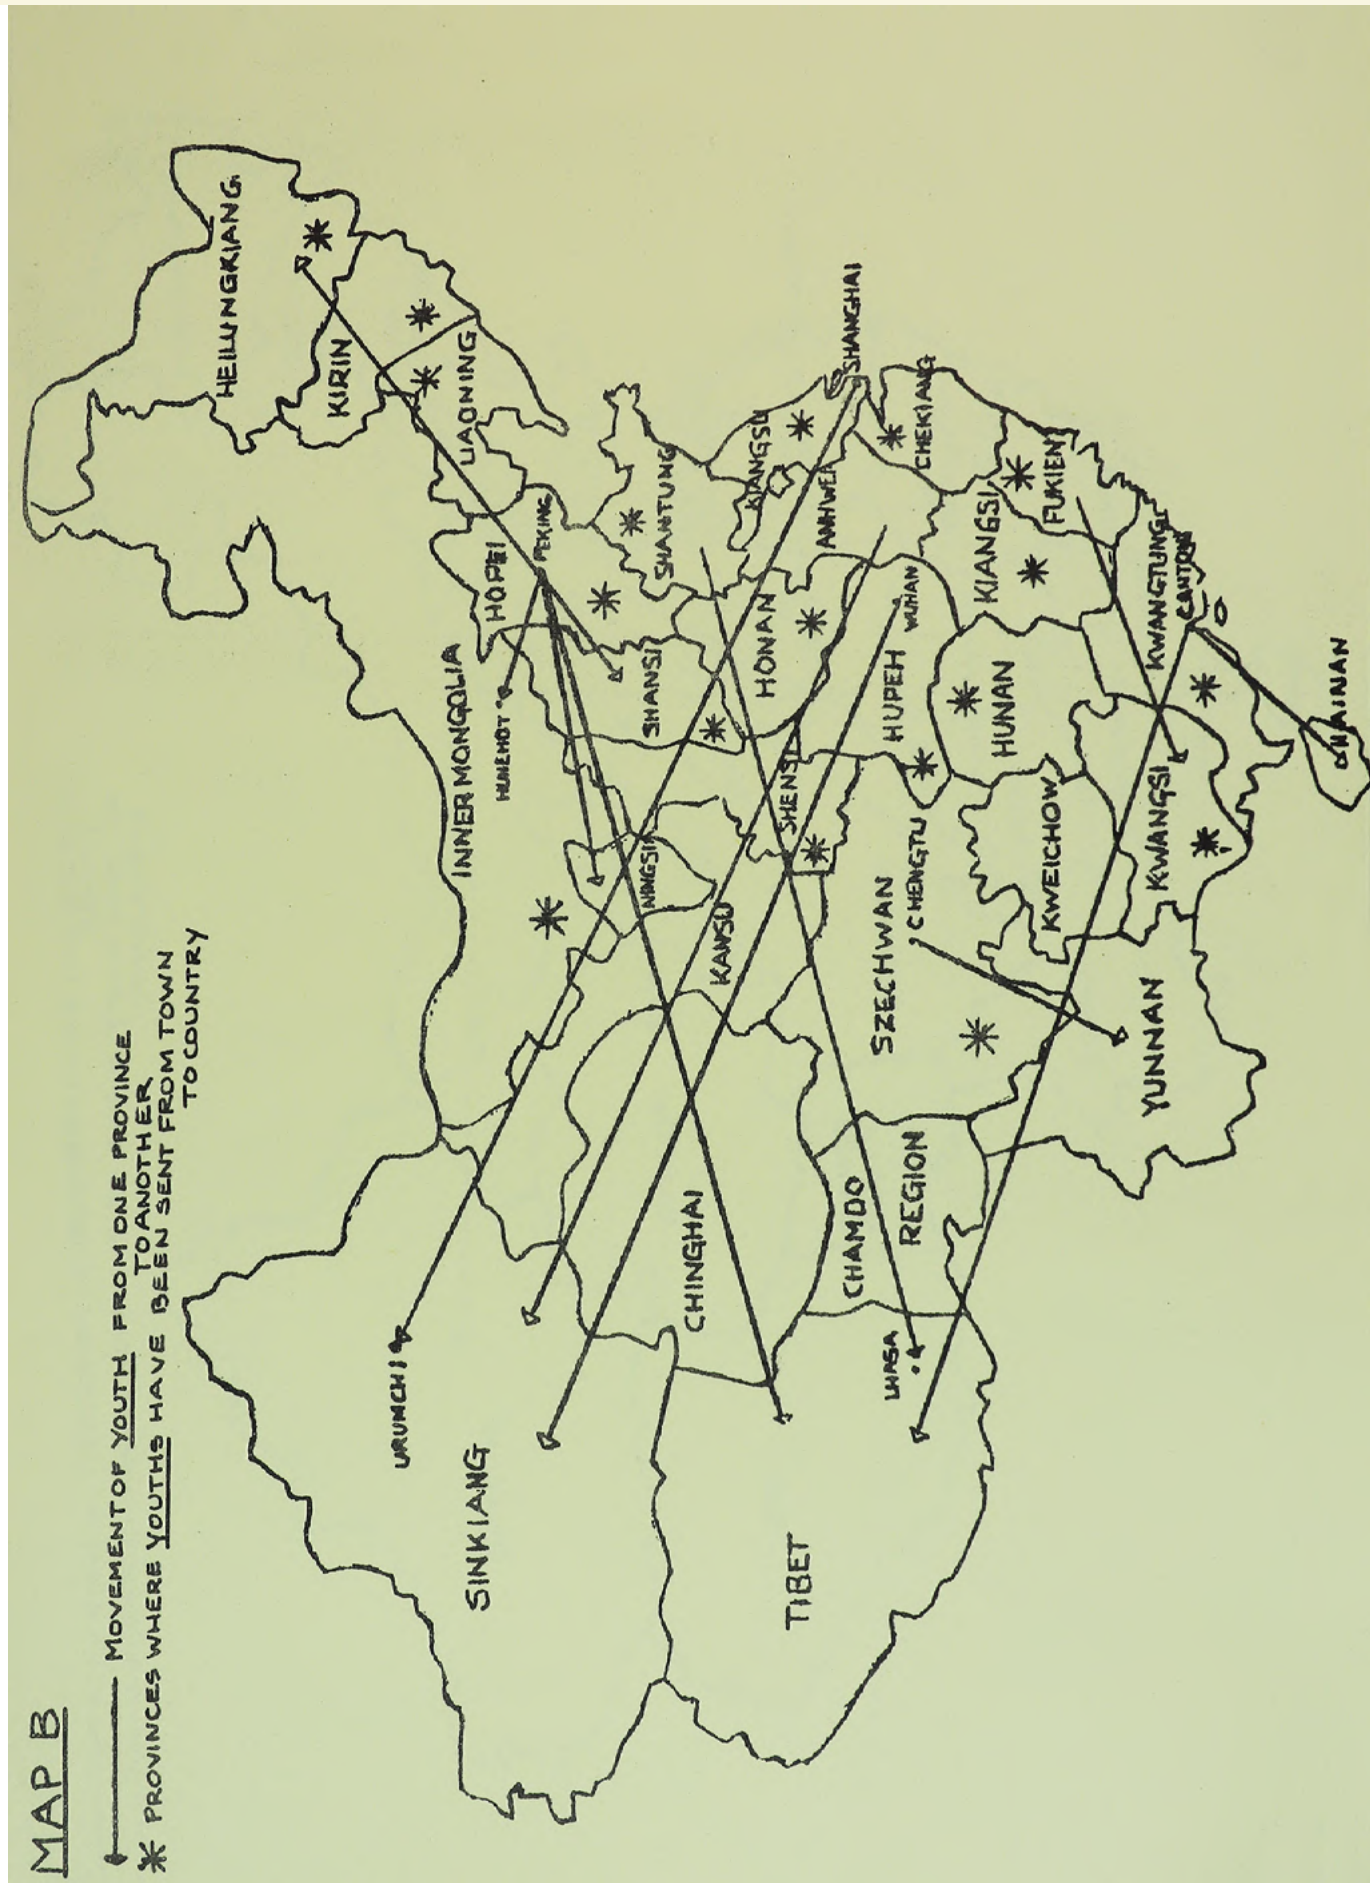 MAP B
MOVEMENT OF YOUTH FROM ONE PROVINCE
TO ANOTHER
PROVINCES WHERE YOUTHS HAVE BEEN SENT FROM TOWN
TO COUNTRY
HEILUNGKIANG
KIRIN
LIAONING
INNER MONGOLIA
HUHEHOT
HOPEI
PEKING
SHANSI
SHANTUNG
KIANGSU
SHANGHAI
ANHWEI
CHEKIANG
HONAN
SHENSI
NINGSIA
KANSU
URUMCHI
SINKIANG
CHINGHAI
TIBET
LHASA
CHAMDO
REGION
SZECHWAN
CHENGTU
HUPEH
WUHAN
HUNAN
KIANGSI
FUKIEN
KWEICHOW
YUNNAN
KWANGSI
KWANGTUNG
CANTON
HAINAN